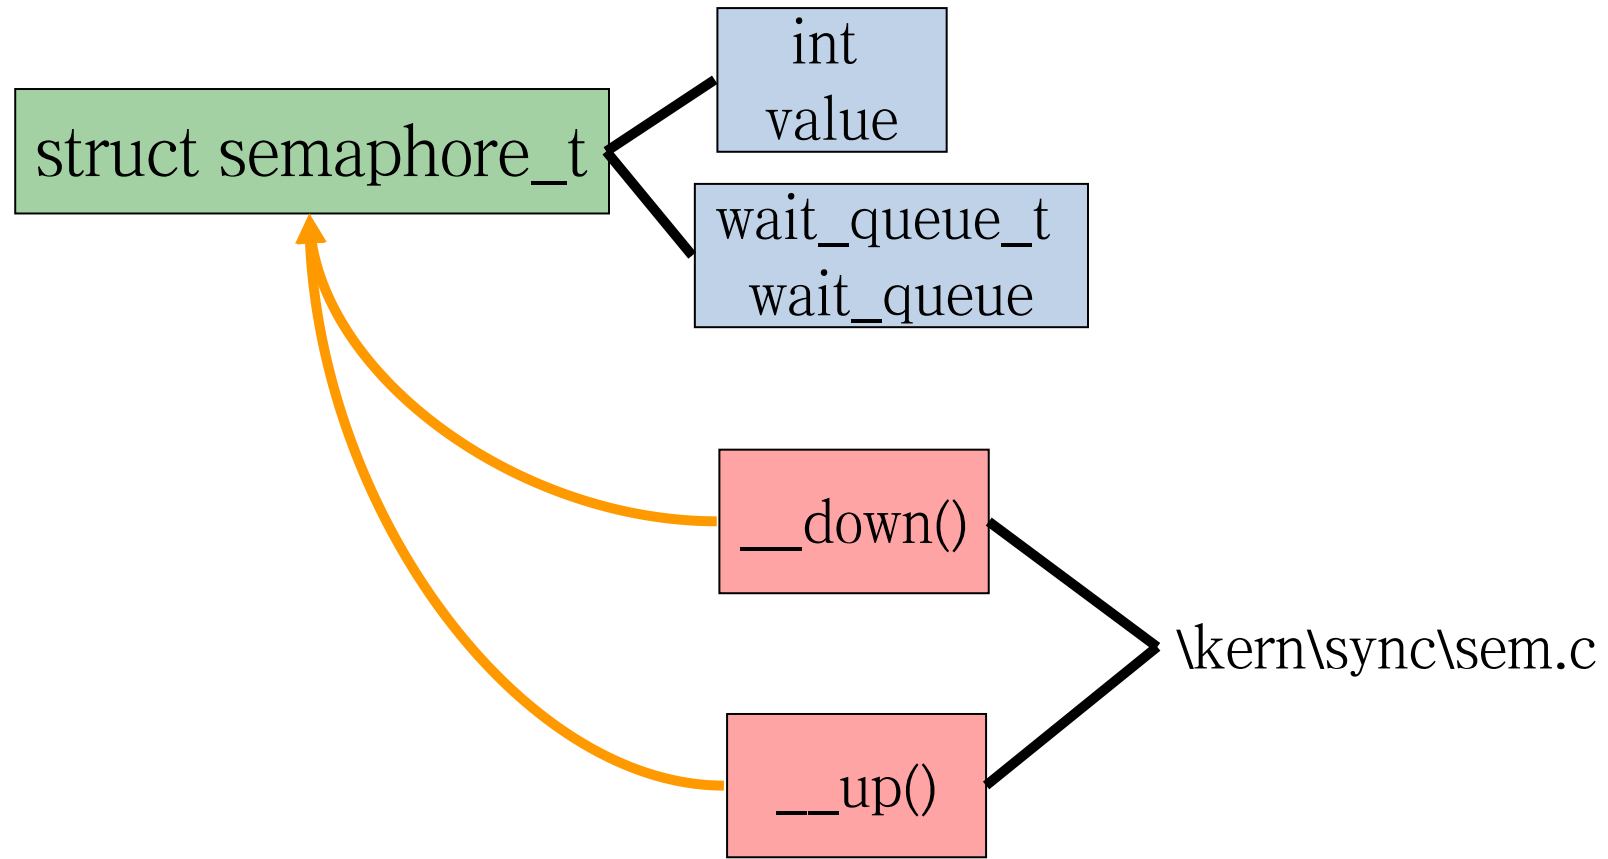 int
value
struct semaphore_t
wait_queue_t
wait_queue
__down()
\kern\sync\sem.c
__up()